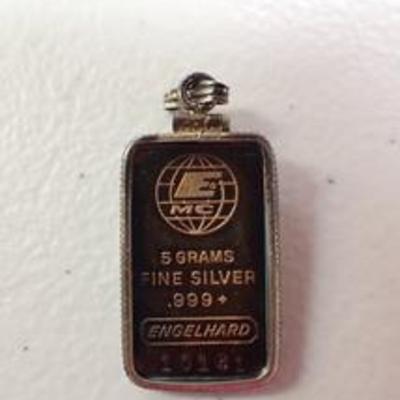 E
MC
5 GRAMS
FINE SILVER
.999+
ENGELHARD